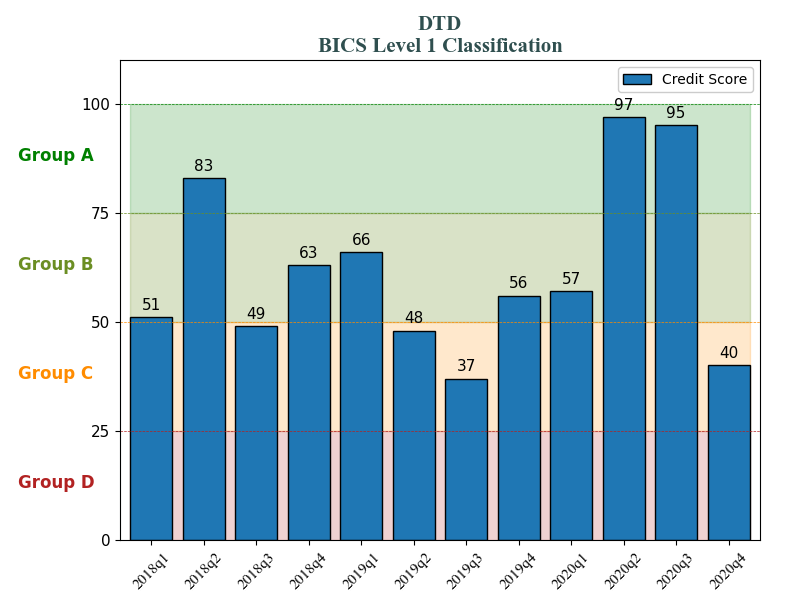 DTD
BICS Level 1 Classification
Credit Score
100
75
50
25
0
Group A
Group B
Group C
Group D
51
83
49
63
66
48
37
56
57
97
95
40
2018q1
2018q2
2018q3
2018q4
2019q1
2019q2
2019q3
2019q4
2020q1
2020q2
2020q3
2020q4